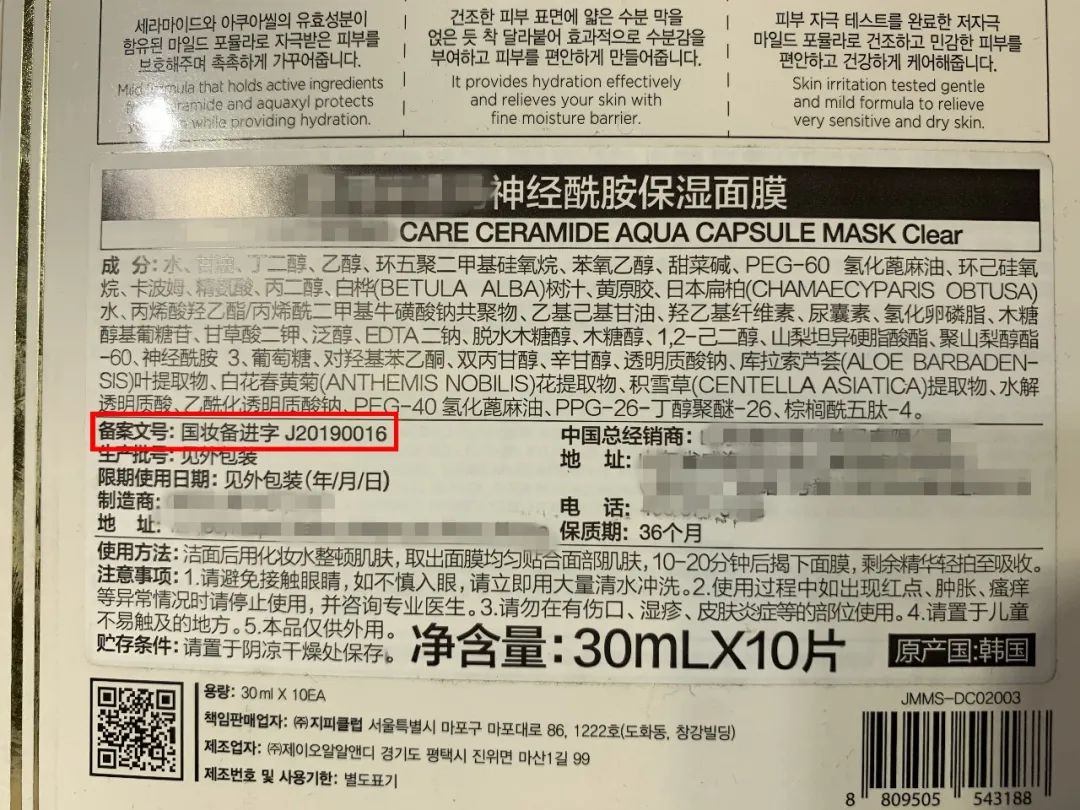 세라마이드와 아쿠아씰의 유효성분이
함유된 마일드 포뮬라로 자극받은 피부를
보호해주며 촉촉하게 가꾸어줍니다.
Mild formula that holds active ingredients
ramide and aquaxyl protects
while providing hydration.
건조한 피부 표면에 얇은 수분 막을
얹은 듯 착 달라붙어 효과적으로 수분감을
부여하고 피부를 편안하게 만들어줍니다.
It provides hydration effectively
and relieves your skin with
fine moisture barrier.
피부 자극 테스트를 완료한 저자극
마일드 포뮬라로 건조하고 민감한 피부를
편안하고 건강하게 케어해줍니다.
Skin irritation tested gentle
and mild formula to relieve
very sensitive and dry skin.
神经酰胺保湿面膜
CARE CERAMIDE AQUA CAPSULE MASK Clear
成 分:水、甘油、丁二醇、乙醇、环五聚二甲基硅氧烷、苯氧乙醇、甜菜碱、PEG-60 氢化蓖麻油、环己硅氧
烷、卡波姆、精氨酸、丙二醇、白桦(BETULA ALBA)树汁、黄原胶、日本扁柏(CHAMAECYPARIS OBTUSA)
水、丙烯酸羟乙酯/丙烯酰二甲基牛磺酸钠共聚物、乙基己基甘油、羟乙基纤维素、尿囊素、氢化卵磷脂、木糖
醇基葡糖苷、甘草酸二钾、泛醇、EDTA 二钠、脱水木糖醇、木糖醇、1,2-己二醇、山梨坦异硬脂酸酯、聚山梨醇酯
-60、神经酰胺 3、葡萄糖、对羟基苯乙酮、双丙甘醇、辛甘醇、透明质酸钠、库拉索芦荟(ALOE BARBADEN-
SIS)叶提取物、白花春黄菊(ANTHEMIS NOBILIS)花提取物、积雪草(CENTELLA ASIATICA)提取物、水解
透明质酸、乙酰化透明质酸钠、PEG-40 氢化蓖麻油、PPG-26-丁醇聚醚-26、棕榈酰五肽-4。
备案文号: 国妆备进字 J20190016
生产批号: 见外包装
限期使用日期: 见外包装(年/月/日)
制造商:
地 址:
中国总经销商:
地 址:
电 话:
保质期: 36个月
使用方法: 洁面后用化妆水整顿肌肤，取出面膜均匀贴合面部肌肤，10-20分钟后揭下面膜，剩余精华轻拍至吸收。
注意事项: 1.请避免接触眼睛，如不慎入眼，请立即用大量清水冲洗。2.使用过程中如出现红点、肿胀、瘙痒
等异常情况时请停止使用，并咨询专业医生。3.请勿在有伤口、湿疹、皮肤炎症等的部位使用。4.请置于儿童
不易触及的地方。5.本品仅供外用。
贮存条件: 请置于阴凉干燥处保存。
净含量: 30mLX10片
原产国:韩国
용량: 30ml X 10EA
책임판매업자: ㈜지피클럽 서울특별시 마포구 마포대로 86, 1222호(도화동, 창강빌딩)
제조업자: ㈜제이오알앤디 경기도 평택시 진위면 마산1길 99
제조번호 및 사용기한: 별도표기
JMMS-DC02003
8 809505 543188